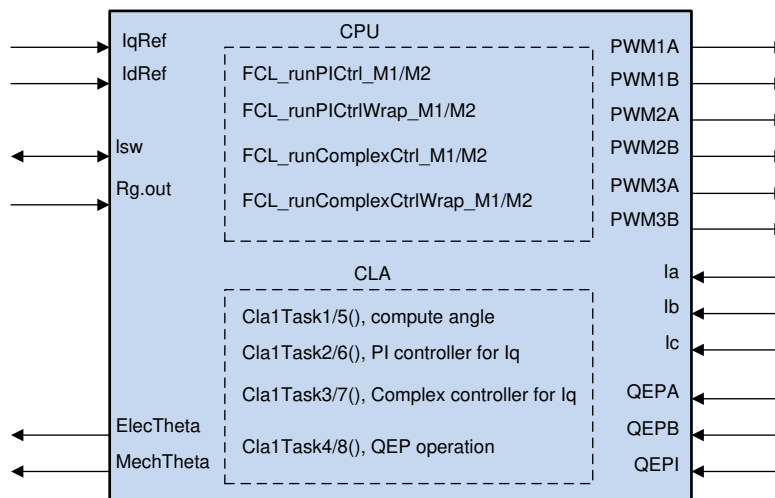 IqRef
IdRef
lsw
Rg.out
ElecTheta
MechTheta
CPU
FCL_runPICtrl_M1/M2
FCL_runPICtrlWrap_M1/M2
FCL_runComplexCtrl_M1/M2
FCL_runComplexCtrlWrap_M1/M2
CLA
Cla1Task1/5(), compute angle
Cla1Task2/6(), PI controller for Iq
Cla1Task3/7(), Complex controller for Iq
Cla1Task4/8(), QEP operation
PWM1A
PWM1B
PWM2A
PWM2B
PWM3A
PWM3B
Ia
Ib
Ic
QEPA
QEPB
QEPI